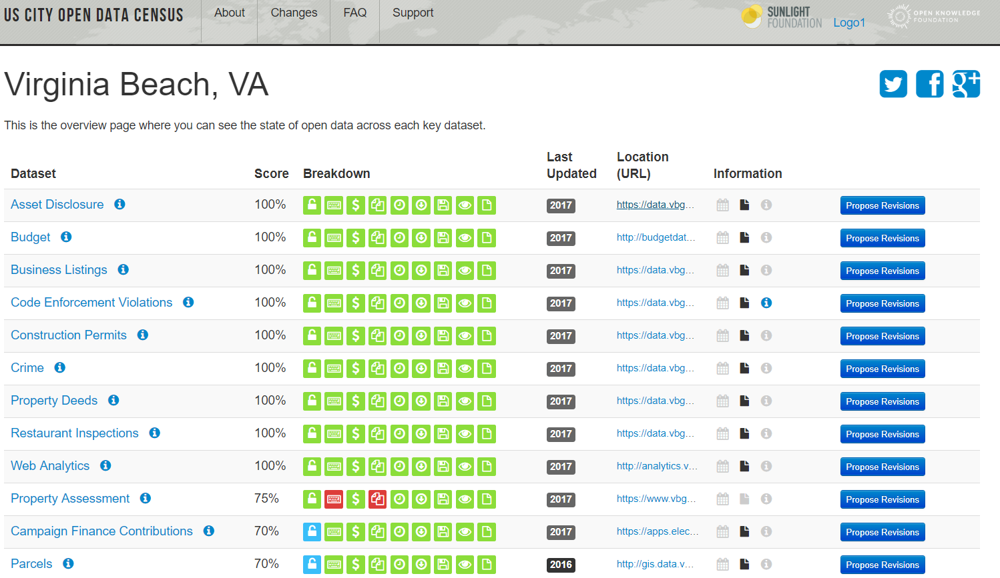 US CITY OPEN DATA CENSUS About Changes FAQ Support SUNLIGHT FOUNDATION Logo1 OPEN KNOWLEDGE FOUNDATION
Virginia Beach, VA
This is the overview page where you can see the state of open data across each key dataset.
Dataset Score Breakdown Last Updated Location (URL) Information
Asset Disclosure 100% $ 2017 https://data.vbg... Propose Revisions
Budget 100% $ 2017 http://budgetdat... Propose Revisions
Business Listings 100% $ 2017 https://data.vbg... Propose Revisions
Code Enforcement Violations 100% $ 2017 https://data.vbg... Propose Revisions
Construction Permits 100% $ 2017 https://data.vbg... Propose Revisions
Crime 100% $ 2017 https://data.vbg... Propose Revisions
Property Deeds 100% $ 2017 https://data.vbg... Propose Revisions
Restaurant Inspections 100% $ 2017 https://data.vbg... Propose Revisions
Web Analytics 100% $ 2017 http://analytics.v... Propose Revisions
Property Assessment 75% $ 2017 https://www.vbg... Propose Revisions
Campaign Finance Contributions 70% $ 2017 https://apps.elec... Propose Revisions
Parcels 70% $ 2016 http://gis.data.v... Propose Revisions